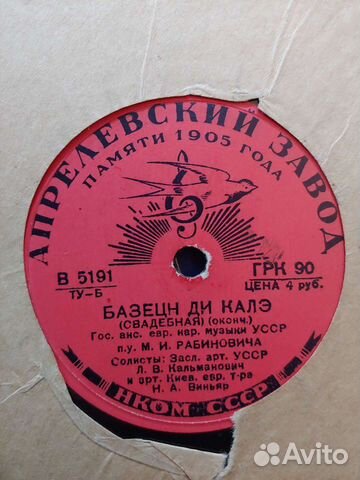 АПРЕЛЕВСКИЙ ЗАВОД
ПАМЯТИ 1905 ГОДА
В 5191
ТУ–Б
ГРК 90
ЦЕНА 4 руб.
БАЗЕЦН ДИ КАЛЭ
(СВАДЕБНАЯ) (оконч.)
Гос. анс. евр. нар. музыки УССР
п.у. М. И. РАБИНОВИЧА
Солисты: Засл. арт. УССР
Л. В. Кальманович
и арт. Киев. евр. т-ра
Н. А. Виньяр
НКОМ СССР
Avito